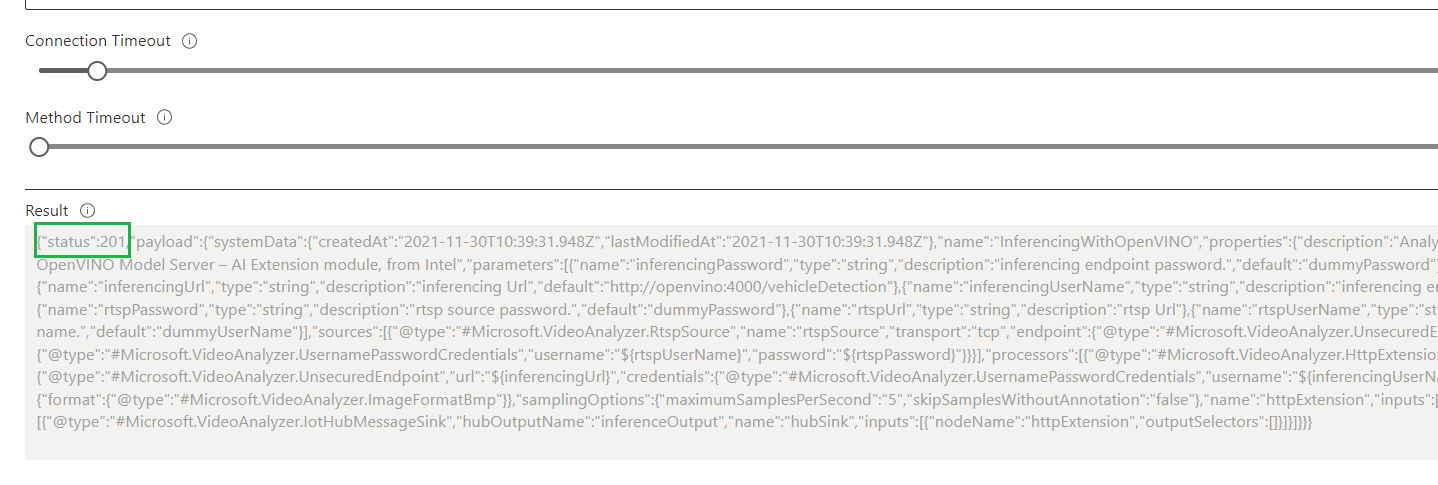 Connection Timeout
Method Timeout
Result
{"status":201,"payload":{"systemData":{"createdAt":"2021-11-30T10:39:31.948Z","lastModifiedAt":"2021-11-30T10:39:31.948Z"},"name":"InferencingWithOpenVINO","properties":{"description":"Analy
OpenVINO Model Server – AI Extension module, from Intel","parameters":[{"name":"inferencingPassword","type":"string","description":"inferencing endpoint password.","default":"dummyPassword"}
{"name":"inferencingUrl","type":"string","description":"inferencing Url","default":"http://openvino:4000/vehicleDetection"},{"name":"inferencingUserName","type":"string","description":"inferencing en
{"name":"rtspPassword","type":"string","description":"rtsp source password.","default":"dummyPassword"},{"name":"rtspUrl","type":"string","description":"rtsp Url"},{"name":"rtspUserName","type":"st
name.","default":"dummyUserName"}],"sources":[{"@type":"#Microsoft.VideoAnalyzer.RtspSource","name":"rtspSource","transport":"tcp","endpoint":{"@type":"#Microsoft.VideoAnalyzer.UnsecuredE
{"@type":"#Microsoft.VideoAnalyzer.UsernamePasswordCredentials","username":"${rtspUserName}","password":"${rtspPassword}"}}}],"processors":[{"@type":"#Microsoft.VideoAnalyzer.HttpExtension
{"@type":"#Microsoft.VideoAnalyzer.UnsecuredEndpoint","url":"${inferencingUrl}","credentials":{"@type":"#Microsoft.VideoAnalyzer.UsernamePasswordCredentials","username":"${inferencingUserNa
{"format":{"@type":"#Microsoft.VideoAnalyzer.ImageFormatBmp"}},"samplingOptions":{"maximumSamplesPerSecond":"5","skipSamplesWithoutAnnotation":"false"},"name":"httpExtension","inputs":[
[{"@type":"#Microsoft.VideoAnalyzer.IotHubMessageSink","hubOutputName":"inferenceOutput","name":"hubSink","inputs":[{"nodeName":"httpExtension","outputSelectors":[]}]}]}}}